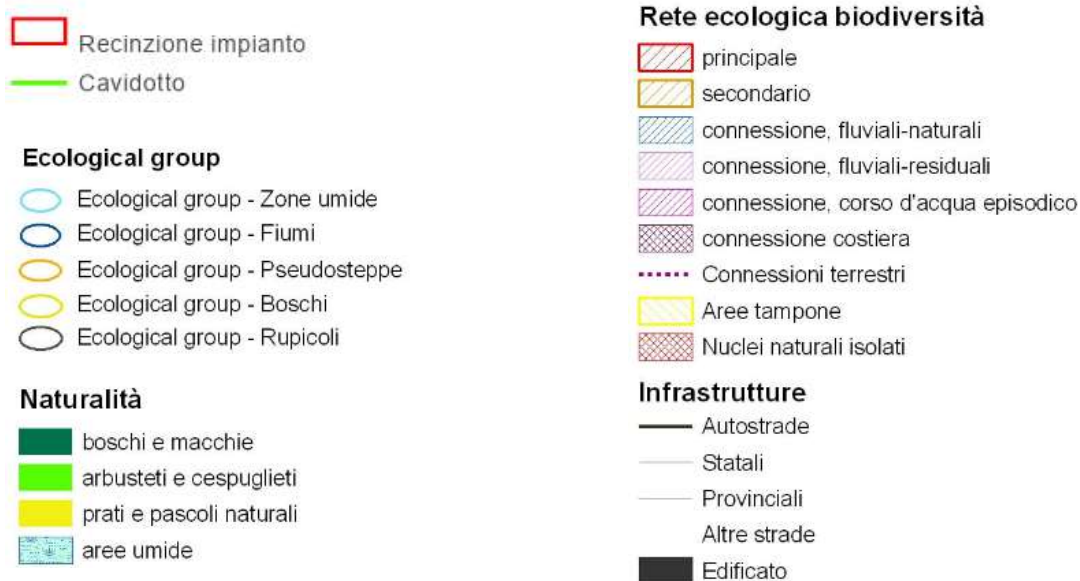 Recinzione impianto
Cavidotto
Ecological group
Ecological group - Zone umide
Ecological group - Fiumi
Ecological group - Pseudosteppe
Ecological group - Boschi
Ecological group - Rupicoli
Naturalità
boschi e macchie
arbusteti e cespuglieti
prati e pascoli naturali
aree umide
Rete ecologica biodiversità
principale
secondario
connessione, fluviali-naturali
connessione, fluviali-residuali
connessione, corso d'acqua episodico
connessione costiera
Connessioni terrestri
Aree tampone
Nuclei naturali isolati
Infrastrutture
Autostrade
Statali
Provinciali
Altre strade
Edificato